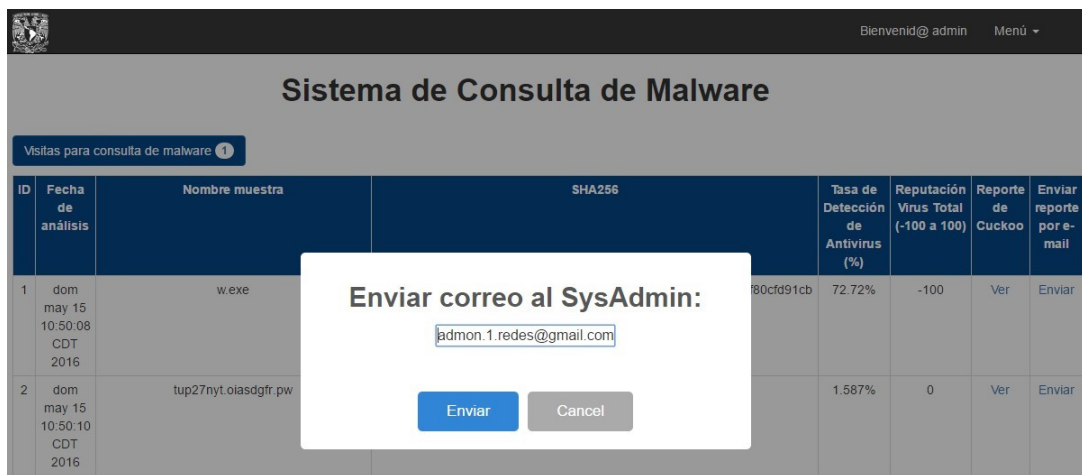 Bienvenid@ admin Menú
Sistema de Consulta de Malware
Visitas para consulta de malware 1
ID Fecha de análisis Nombre muestra SHA256 Tasa de Detección de Antivirus (%) Reputación Virus Total (-100 a 100) Reporte de Cuckoo Enviar reporte por e-mail
1 dom may 15 10:50:08 CDT 2016 w.exe f80cfd91cb 72.72% -100 Ver Enviar
Enviar correo al SysAdmin:
admon.1.redes@gmail.com
Enviar Cancel
2 dom may 15 10:50:10 CDT 2016 tup27nyt.oiasdgfr.pw 1.587% 0 Ver Enviar